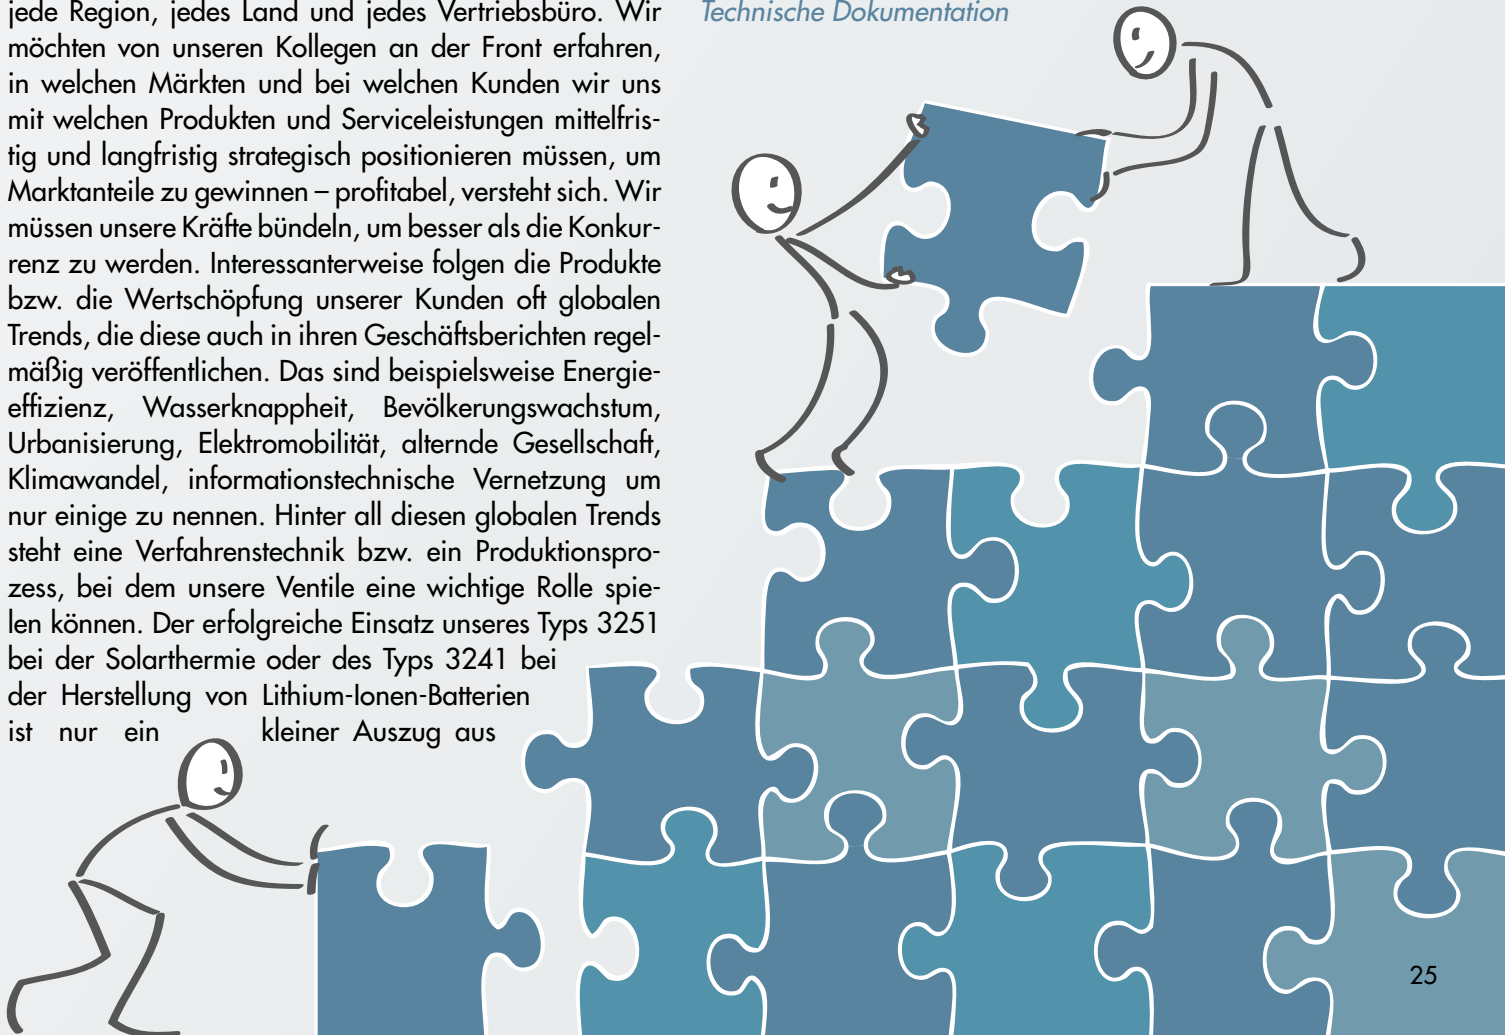 jede Region, jedes Land und jedes Vertriebsbüro. Wir
möchten von unseren Kollegen an der Front erfahren,
in welchen Märkten und bei welchen Kunden wir uns
mit welchen Produkten und Serviceleistungen mittelfris-
tig und langfristig strategisch positionieren müssen, um
Marktanteile zu gewinnen – profitabel, versteht sich. Wir
müssen unsere Kräfte bündeln, um besser als die Konkur-
renz zu werden. Interessanterweise folgen die Produkte
bzw. die Wertschöpfung unserer Kunden oft globalen
Trends, die diese auch in ihren Geschäftsberichten regel-
mäßig veröffentlichen. Das sind beispielsweise Energie-
effizienz, Wasserknappheit, Bevölkerungswachstum,
Urbanisierung, Elektromobilität, alternde Gesellschaft,
Klimawandel, informationstechnische Vernetzung um
nur einige zu nennen. Hinter all diesen globalen Trends
steht eine Verfahrenstechnik bzw. ein Produktionspro-
zess, bei dem unsere Ventile eine wichtige Rolle spie-
len können. Der erfolgreiche Einsatz unseres Typs 3251
bei der Solarthermie oder des Typs 3241 bei
der Herstellung von Lithium-Ionen-Batterien
ist nur ein kleiner Auszug aus
Technische Dokumentation
25